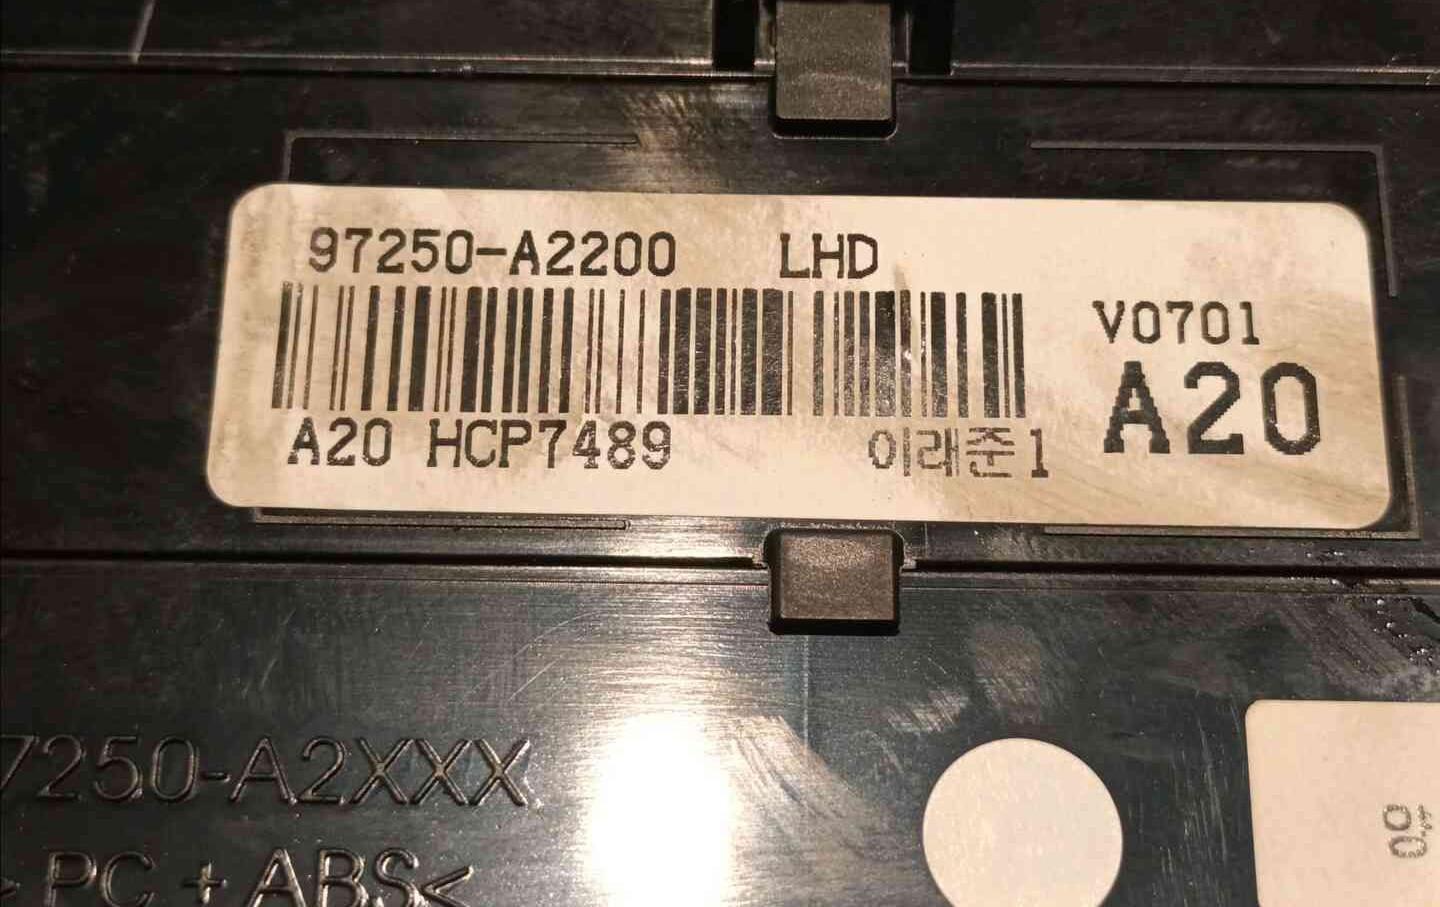 97250-A2200 LHD
V0701
A20
A20 HCP7489 이래준1
7250-A2XXX
>PC+ABS<